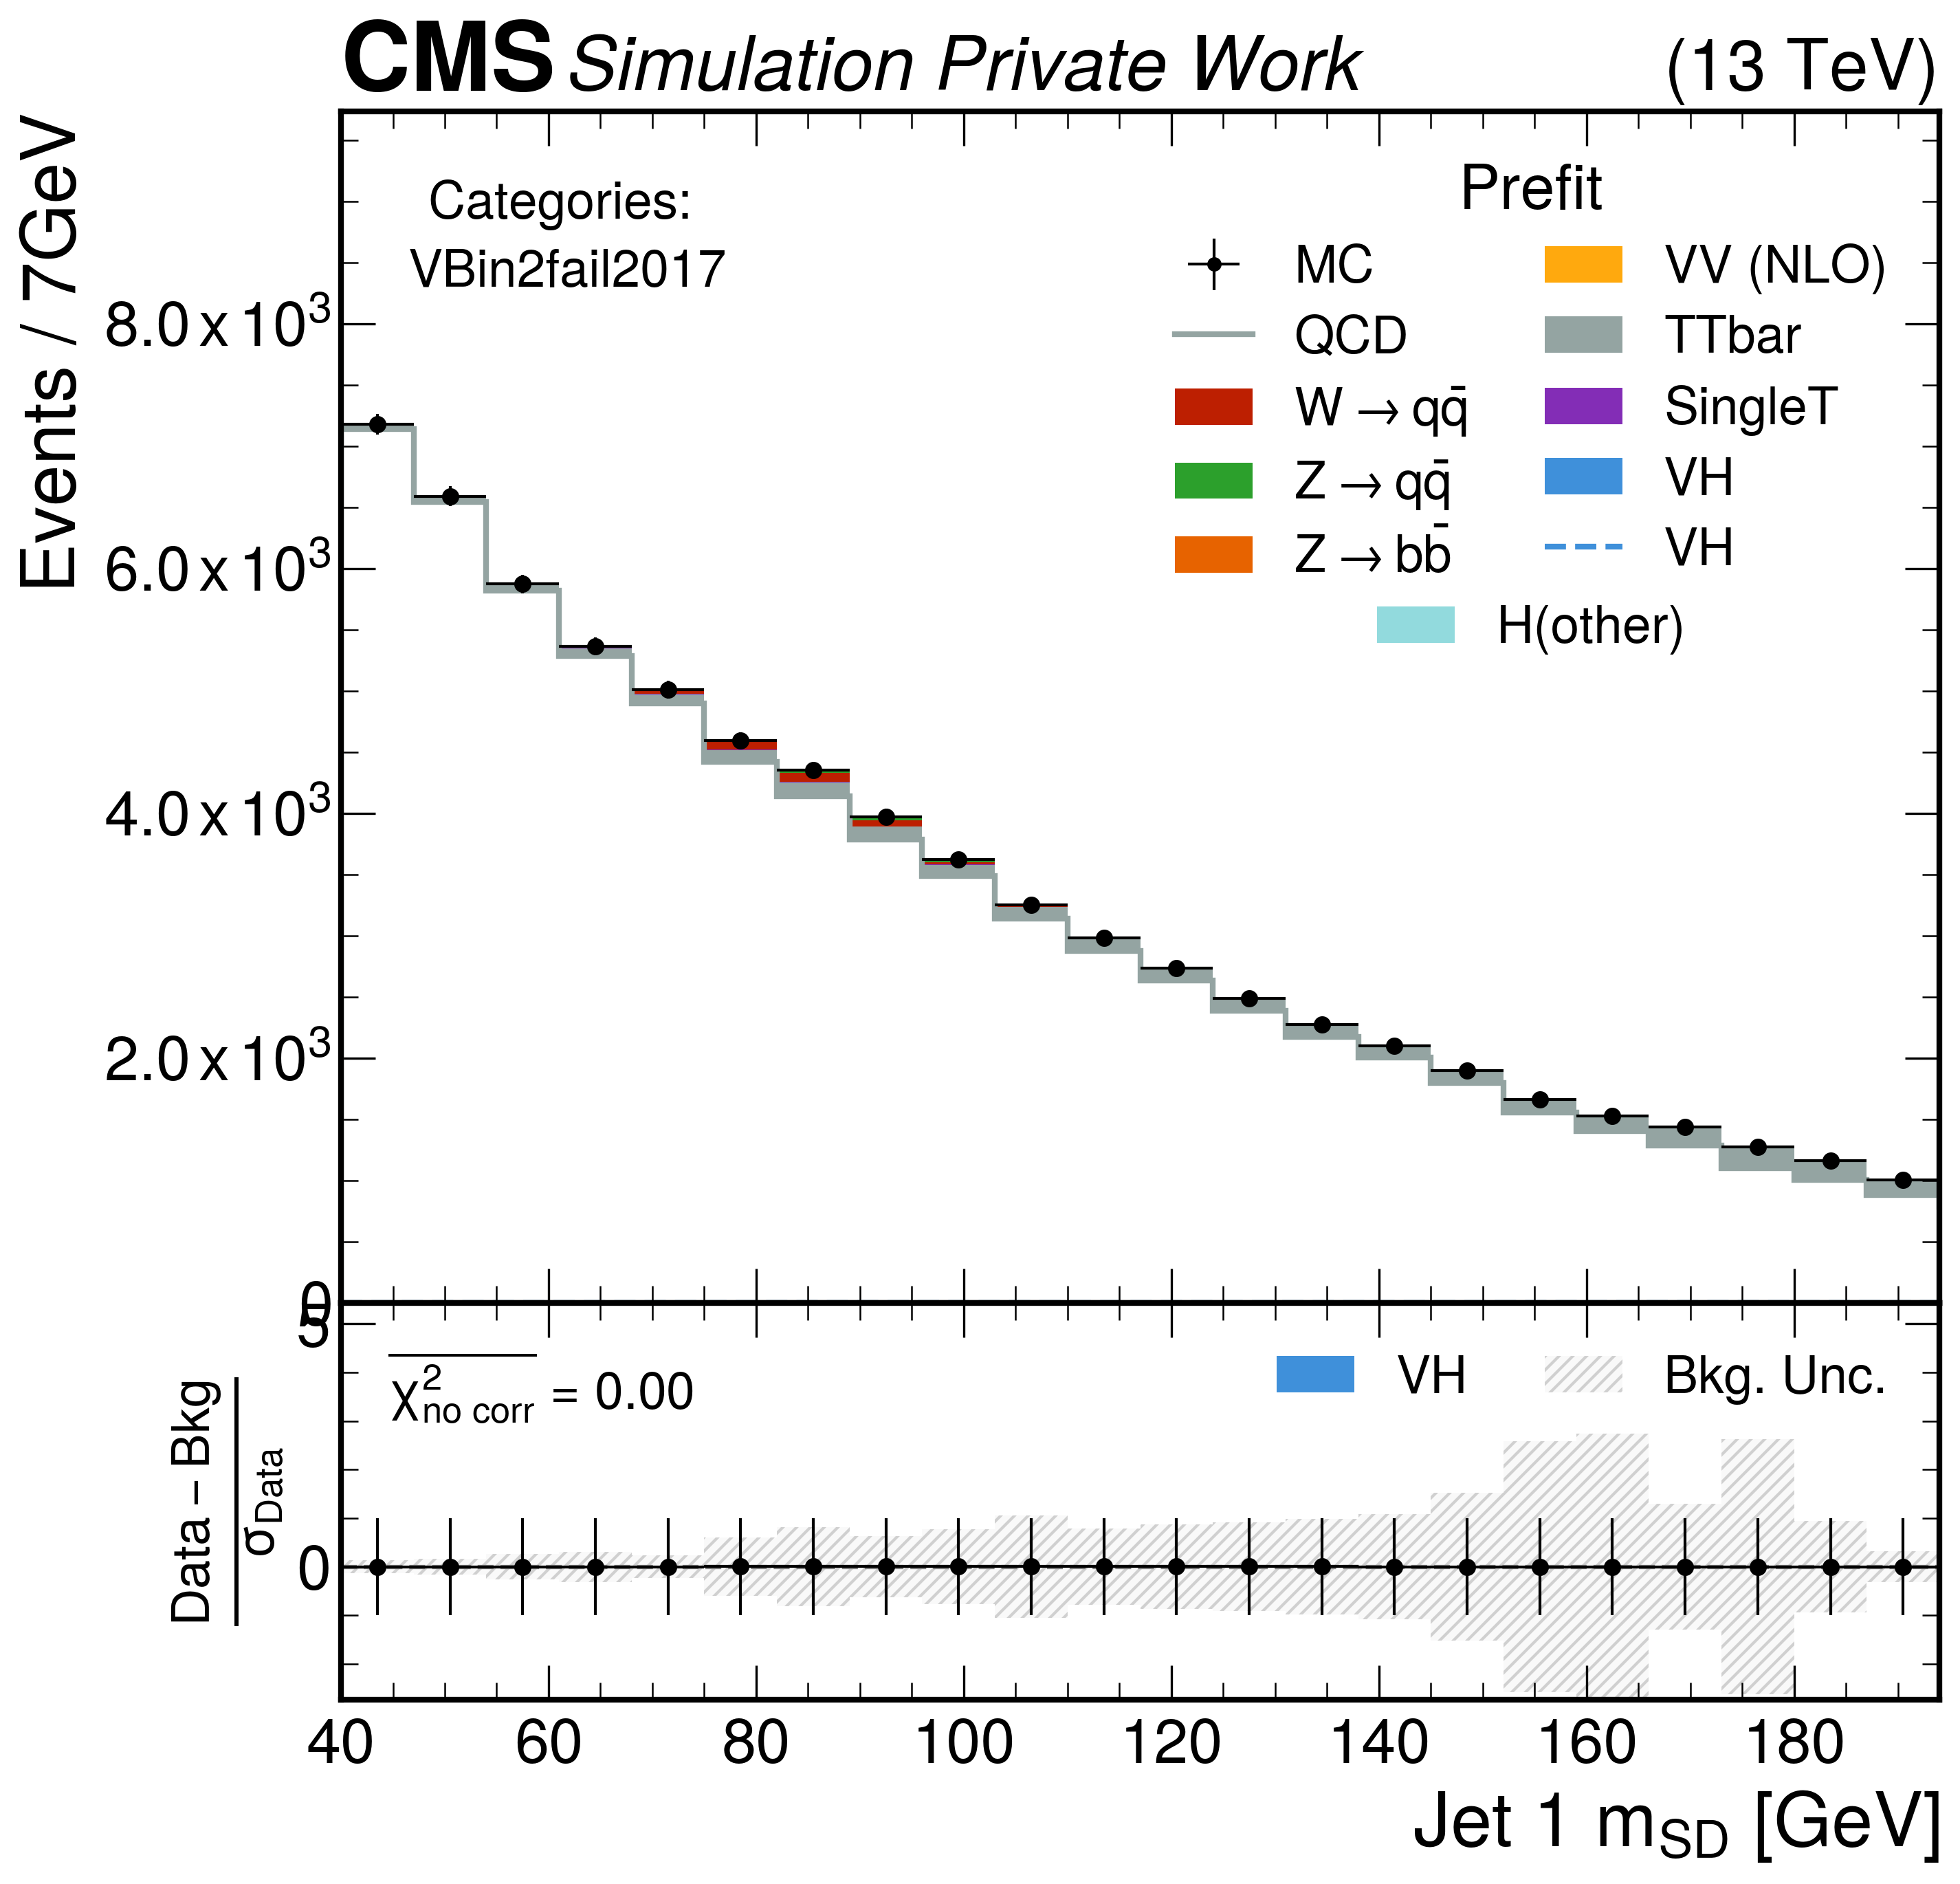 CMS Simulation Private Work (13 TeV)
Events / 7GeV
8.0 x 10³
6.0 x 10³
4.0 x 10³
2.0 x 10³
0
Categories:
VBin2fail2017
Prefit
MC
QCD
W → qq̄
Z → qq̄
Z → bb̄
VV (NLO)
TTbar
SingleT
VH
VH
H(other)
5
0
Data – Bkg
σ_Data
χ²_no corr = 0.00
VH
Bkg. Unc.
40 60 80 100 120 140 160 180
Jet 1 m_SD [GeV]